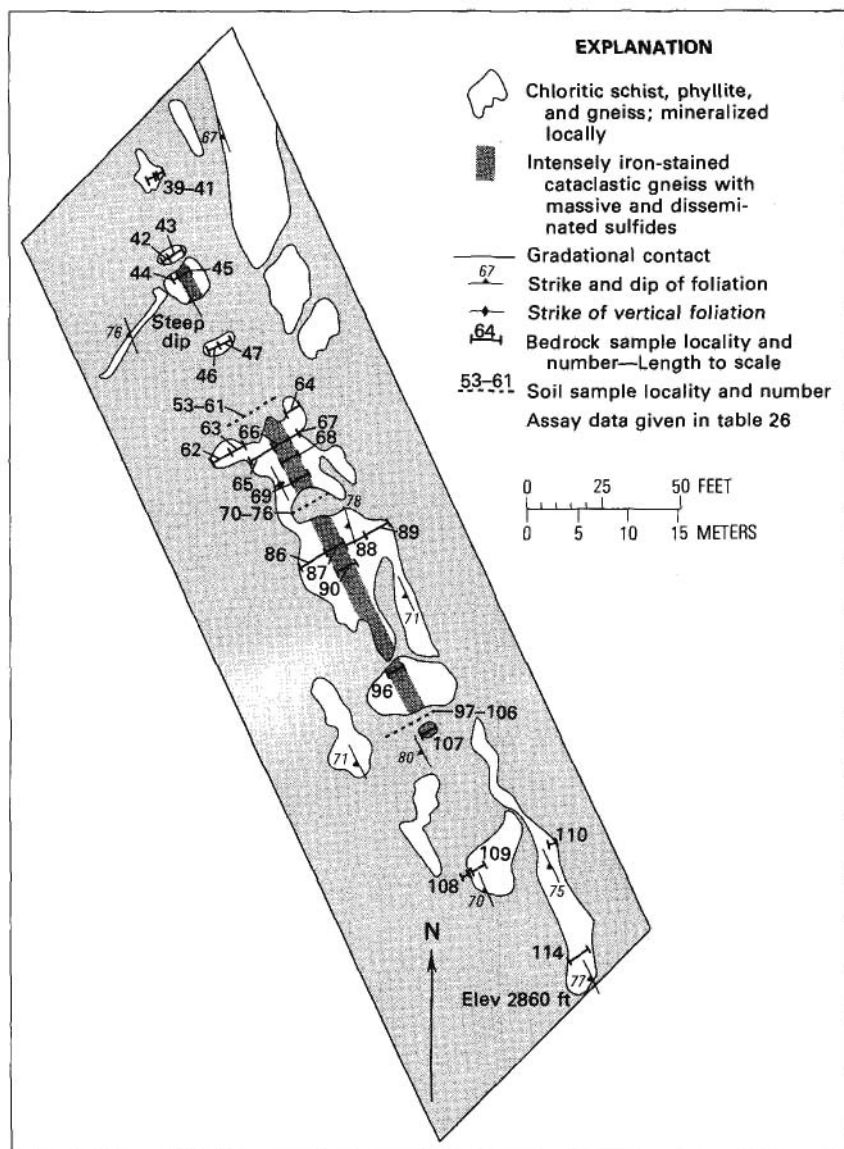 EXPLANATION
Chloritic schist, phyllite,
and gneiss; mineralized
locally
Intensely iron-stained
cataclastic gneiss with
massive and dissemi-
nated sulfides
Gradational contact
67
Strike and dip of foliation
Strike of vertical foliation
64
Bedrock sample locality and
number—Length to scale
53–61
Soil sample locality and number
Assay data given in table 26
0 25 50 FEET
0 5 10 15 METERS
67
39–41
43
42
44
45
Steep
dip
76
47
46
64
53–61
67
66
63
68
62
65
69
78
70–76
89
86
88
87
90
71
96
97–106
107
80
71
110
109
108
75
70
114
77
Elev 2860 ft
N